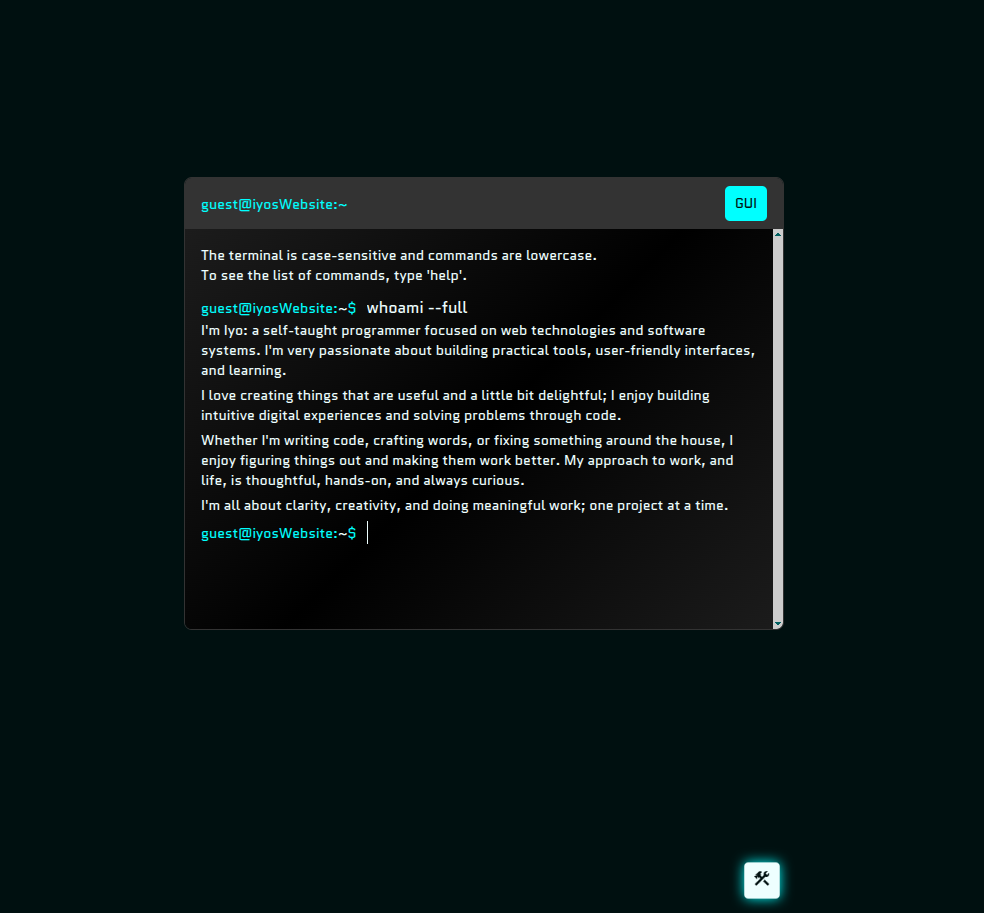 guest@iyosWebsite:~
GUI
The terminal is case-sensitive and commands are lowercase.
To see the list of commands, type 'help'.
guest@iyosWebsite:~$ whoami --full
I'm Iyo: a self-taught programmer focused on web technologies and software
systems. I'm very passionate about building practical tools, user-friendly interfaces,
and learning.
I love creating things that are useful and a little bit delightful; I enjoy building
intuitive digital experiences and solving problems through code.
Whether I'm writing code, crafting words, or fixing something around the house, I
enjoy figuring things out and making them work better. My approach to work, and
life, is thoughtful, hands-on, and always curious.
I'm all about clarity, creativity, and doing meaningful work; one project at a time.
guest@iyosWebsite:~$